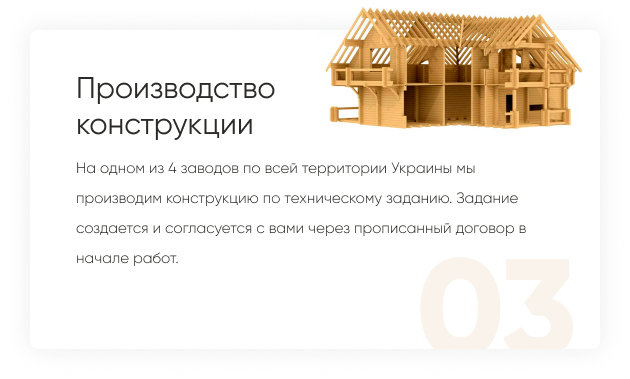 Производство
конструкции
На одном из 4 заводов по всей территории Украины мы
производим конструкцию по техническому заданию. Задание
создается и согласуется с вами через прописанный договор в
начале работ.
03